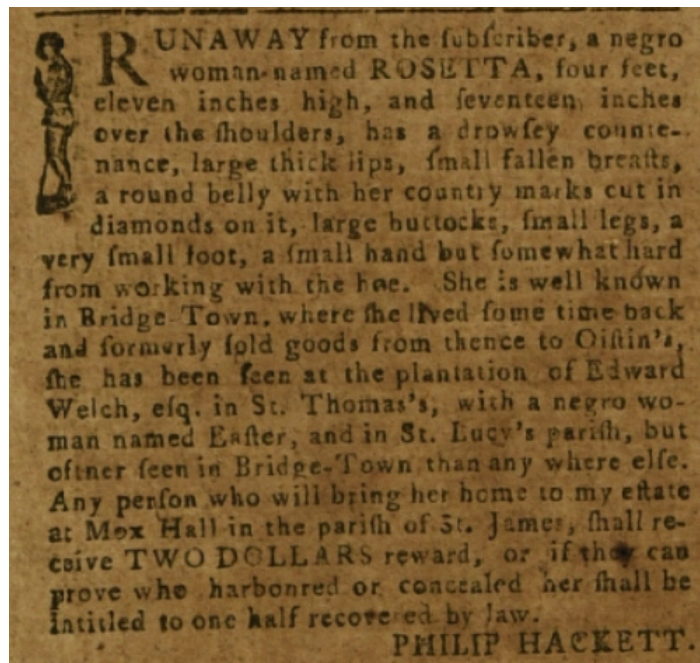 RUNAWAY from the ſubſcriber, a negro
woman named ROSETTA, four feet,
eleven inches high, and ſeventeen inches
over the ſhoulders, has a drowſey counte-
nance, large thick lips, ſmall fallen breaſts,
a round belly with her country marks cut in
diamonds on it, large buttocks, ſmall legs, a
very ſmall foot, a ſmall hand but ſomewhat hard
from working with the hoe. She is well known
in Bridge-Town, where ſhe lived ſome time back
and formerly ſold goods from thence to Oiſtin's,
ſhe has been ſeen at the plantation of Edward
Welch, eſq. in St. Thomas's, with a negro wo-
man named Eaſter, and in St. Lucy's pariſh, but
oftner ſeen in Bridge-Town than any where elſe.
Any perſon who will bring her home to my eſtate
at Mox Hall in the pariſh of St. James, ſhall re-
ceive TWO DOLLARS reward, or if they can
prove who harbonred or concealed her ſhall be
intitled to one half recovered by law.
PHILIP HACKETT.